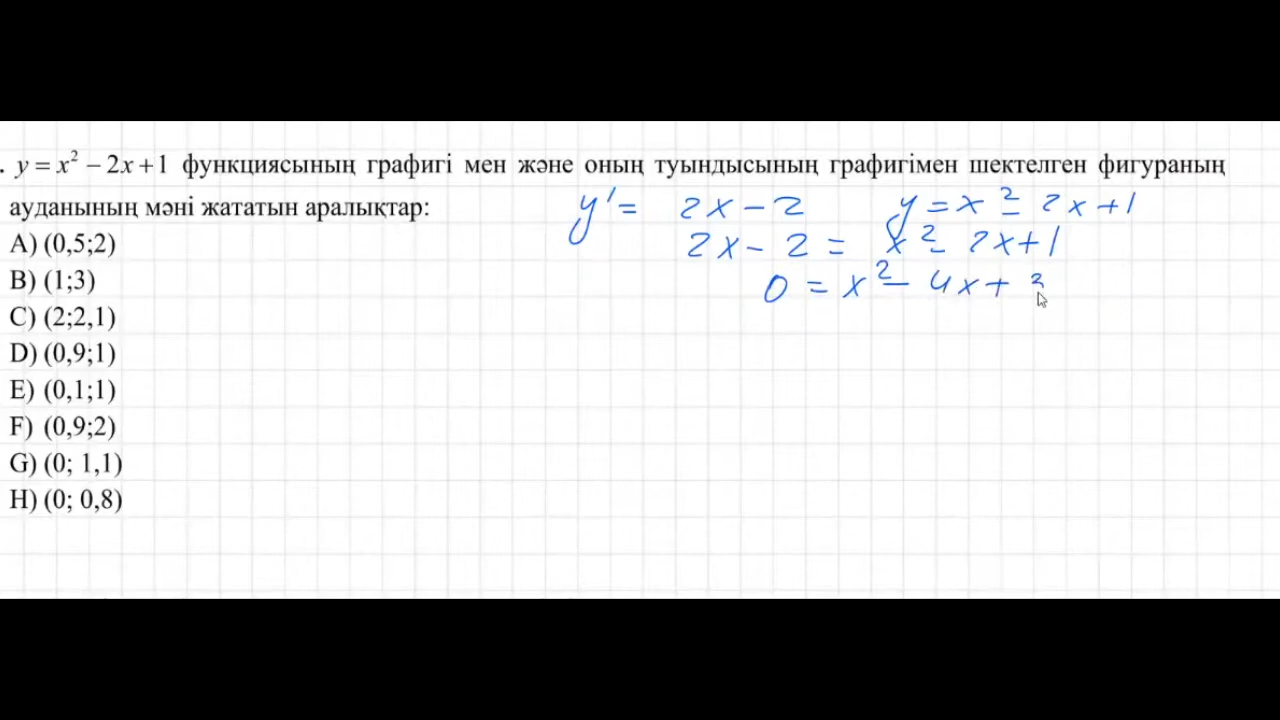 . y = x² − 2x + 1 функциясының графигі мен және оның туындысының графигімен шектелген фигураның
ауданының мәні жататын аралықтар:
y' = 2x − 2 y = x² − 2x + 1
2x − 2 = x² − 2x + 1
0 = x² − 4x + 3
A) (0,5;2)
B) (1;3)
C) (2;2,1)
D) (0,9;1)
E) (0,1;1)
F) (0,9;2)
G) (0; 1,1)
H) (0; 0,8)